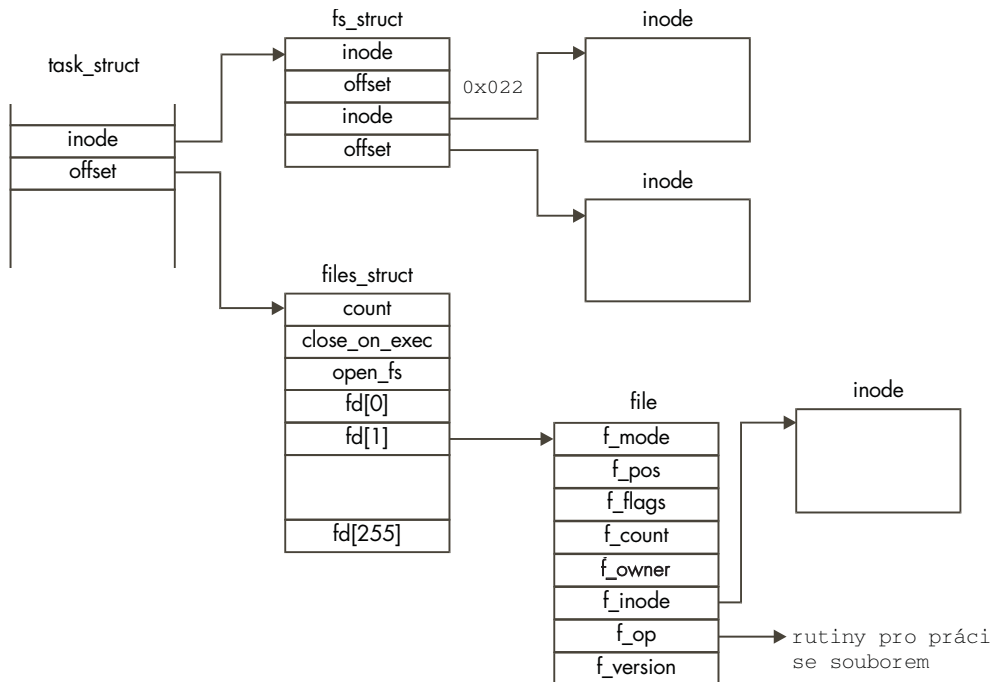 task_struct
inode
offset
fs_struct
inode
offset
0x022
inode
offset
inode
inode
files_struct
count
close_on_exec
open_fs
fd[0]
fd[1]
fd[255]
file
f_mode
f_pos
f_flags
f_count
f_owner
f_inode
f_op
f_version
inode
rutiny pro práci
se souborem